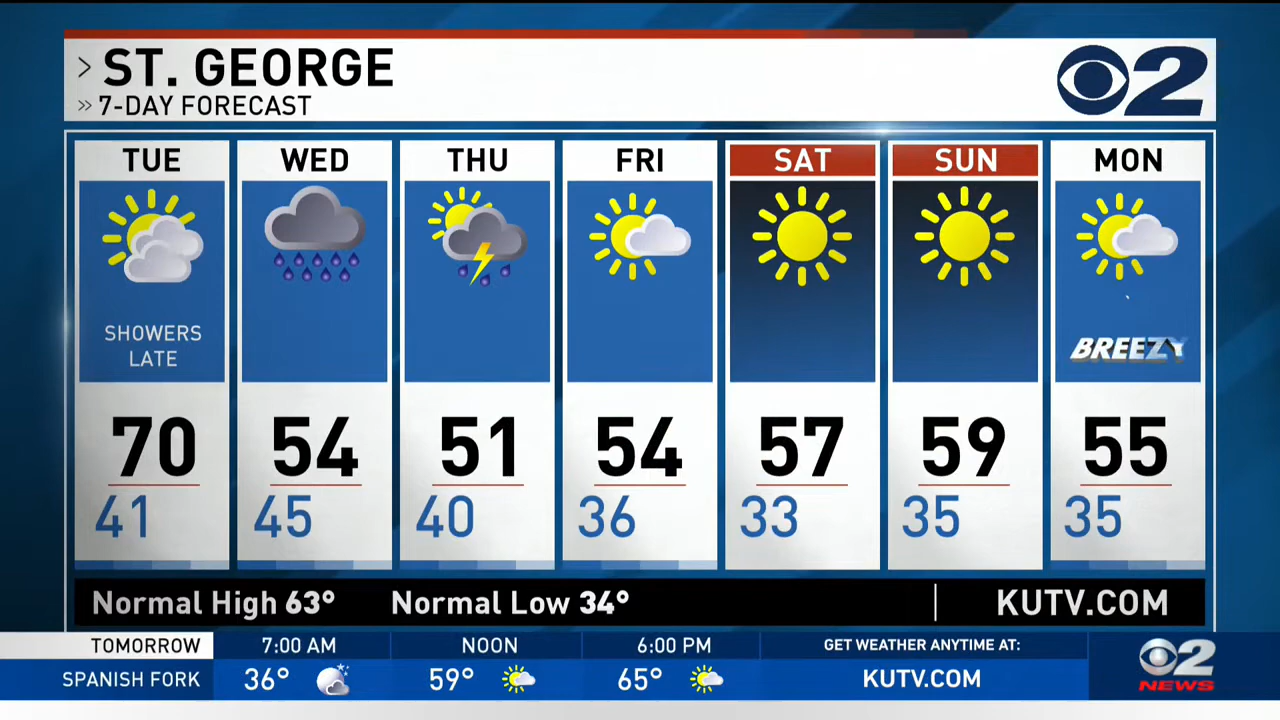 > ST. GEORGE
» 7-DAY FORECAST
2
TUE WED THU FRI SAT SUN MON
SHOWERS
LATE
BREEZY
70 54 51 54 57 59 55
41 45 40 36 33 35 35
Normal High 63° Normal Low 34° | KUTV.COM
TOMORROW 7:00 AM NOON 6:00 PM GET WEATHER ANYTIME AT:
SPANISH FORK 36° 59° 65° KUTV.COM
2
NEWS